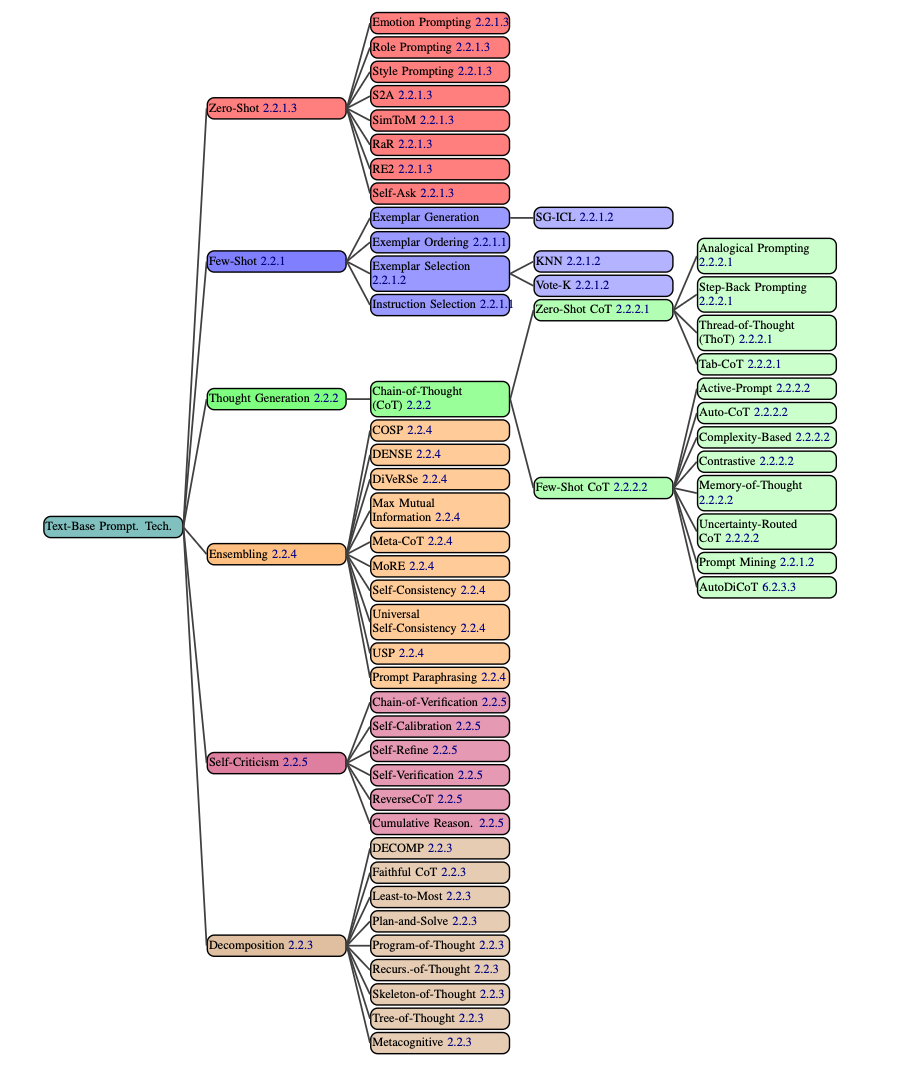 Text-Base Prompt. Tech.
Zero-Shot 2.2.1.3
Emotion Prompting 2.2.1.3
Role Prompting 2.2.1.3
Style Prompting 2.2.1.3
S2A 2.2.1.3
SimToM 2.2.1.3
RaR 2.2.1.3
RE2 2.2.1.3
Self-Ask 2.2.1.3
Few-Shot 2.2.1
Exemplar Generation
SG-ICL 2.2.1.2
Exemplar Ordering 2.2.1.1
Exemplar Selection
2.2.1.2
KNN 2.2.1.2
Vote-K 2.2.1.2
Instruction Selection 2.2.1.1
Thought Generation 2.2.2
Chain-of-Thought
(CoT) 2.2.2
Zero-Shot CoT 2.2.2.1
Analogical Prompting
2.2.2.1
Step-Back Prompting
2.2.2.1
Thread-of-Thought
(ThoT) 2.2.2.1
Tab-CoT 2.2.2.1
Few-Shot CoT 2.2.2.2
Active-Prompt 2.2.2.2
Auto-CoT 2.2.2.2
Complexity-Based 2.2.2.2
Contrastive 2.2.2.2
Memory-of-Thought
2.2.2.2
Uncertainty-Routed
CoT 2.2.2.2
Prompt Mining 2.2.1.2
AutoDiCoT 6.2.3.3
Ensembling 2.2.4
COSP 2.2.4
DENSE 2.2.4
DiVeRSe 2.2.4
Max Mutual
Information 2.2.4
Meta-CoT 2.2.4
MoRE 2.2.4
Self-Consistency 2.2.4
Universal
Self-Consistency 2.2.4
USP 2.2.4
Prompt Paraphrasing 2.2.4
Self-Criticism 2.2.5
Chain-of-Verification 2.2.5
Self-Calibration 2.2.5
Self-Refine 2.2.5
Self-Verification 2.2.5
ReverseCoT 2.2.5
Cumulative Reason. 2.2.5
Decomposition 2.2.3
DECOMP 2.2.3
Faithful CoT 2.2.3
Least-to-Most 2.2.3
Plan-and-Solve 2.2.3
Program-of-Thought 2.2.3
Recurs.-of-Thought 2.2.3
Skeleton-of-Thought 2.2.3
Tree-of-Thought 2.2.3
Metacognitive 2.2.3